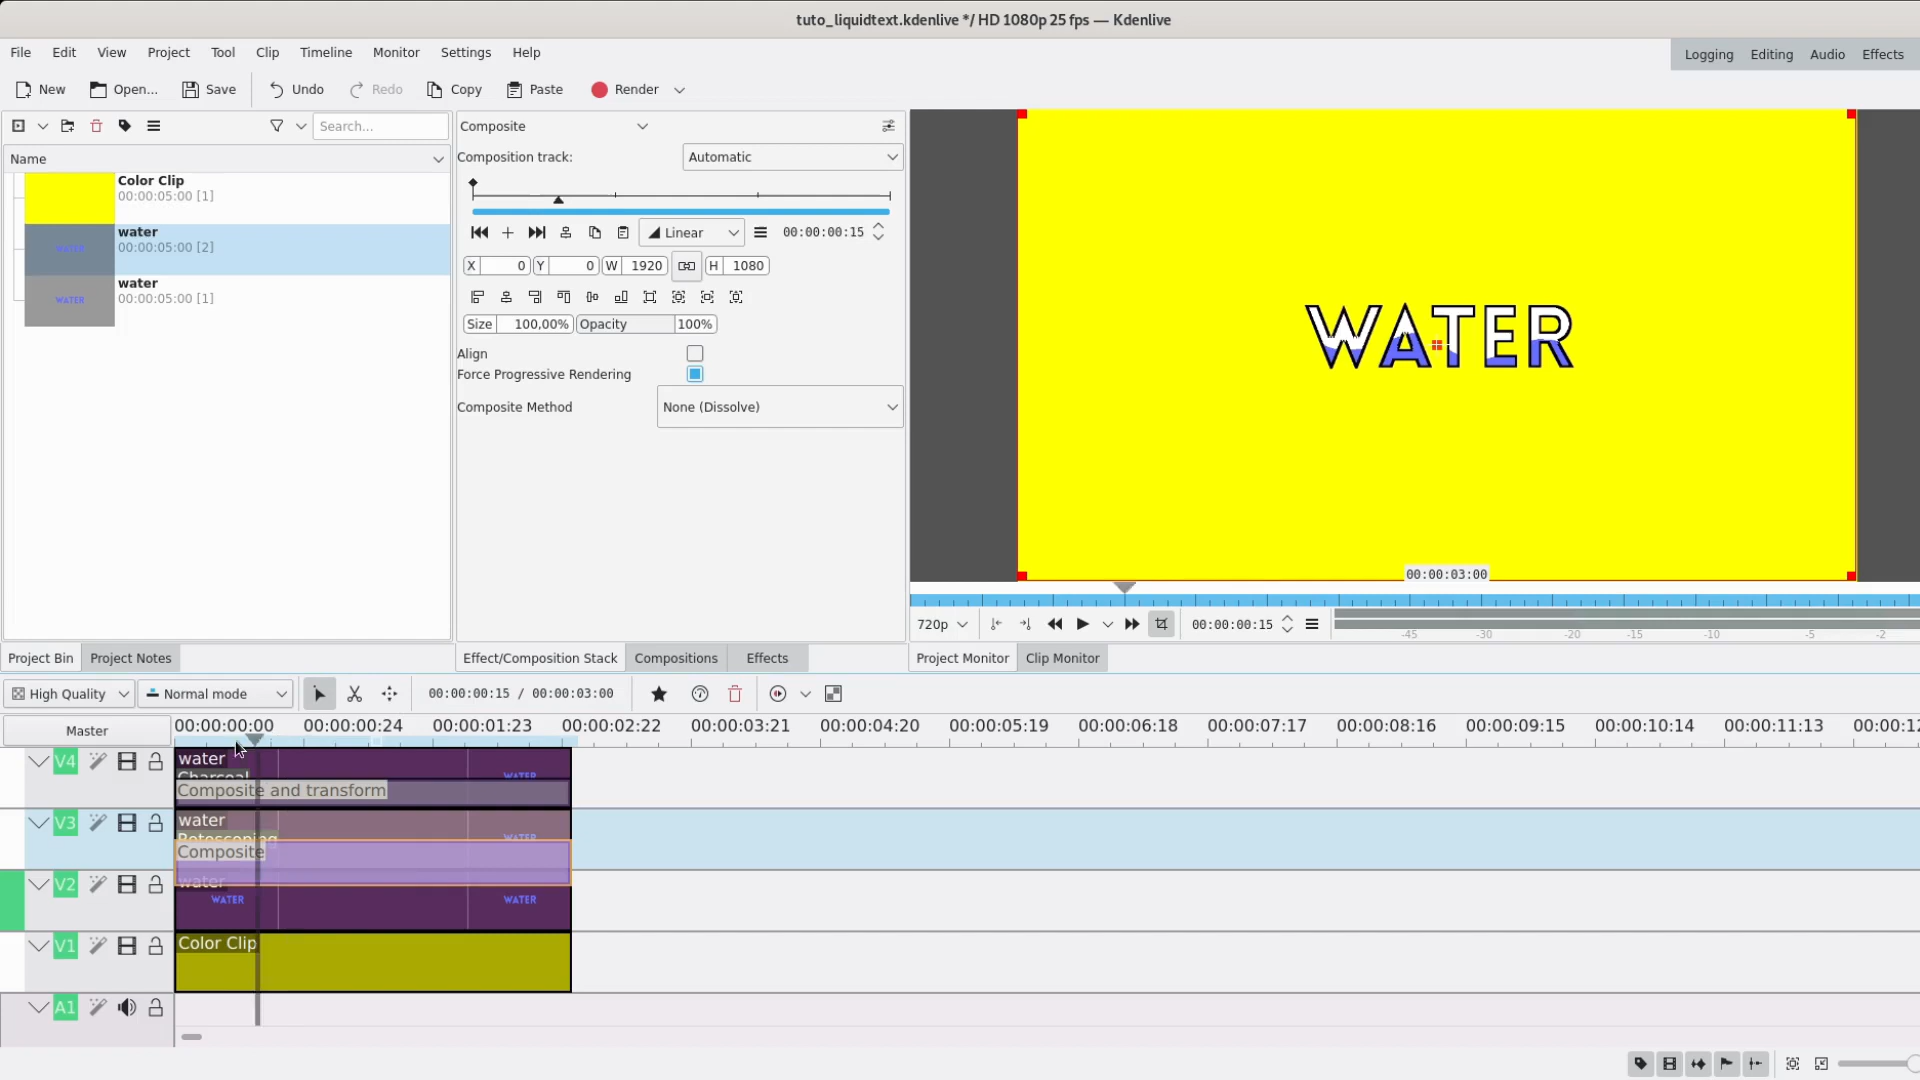 tuto_liquidtext.kdenlive */ HD 1080p 25 fps — Kdenlive
File Edit View Project Tool Clip Timeline Monitor Settings Help
Logging Editing Audio Effects
New Open... Save Undo Redo Copy Paste Render
Search...
Name
Color Clip
00:00:05:00 [1]
WATER
water
00:00:05:00 [2]
WATER
water
00:00:05:00 [1]
Project Bin Project Notes
Composite
Composition track: Automatic
Linear 00:00:00:15
X 0 Y 0 W 1920 H 1080
Size 100,00% Opacity 100%
Align
Force Progressive Rendering
Composite Method None (Dissolve)
Effect/Composition Stack Compositions Effects
WATER
00:00:03:00
720p 00:00:00:15
-45 -30 -20 -15 -10 -5 -2
Project Monitor Clip Monitor
High Quality Normal mode 00:00:00:15 / 00:00:03:00
Master 00:00:00:00 00:00:00:24 00:00:01:23 00:00:02:22 00:00:03:21 00:00:04:20 00:00:05:19 00:00:06:18 00:00:07:17 00:00:08:16 00:00:09:15 00:00:10:14 00:00:11:13 00:00:12
V4 water
Charcoal WATER
Composite and transform
V3 water
Rotoscoping WATER
Composite
V2 water
WATER WATER
V1 Color Clip
A1